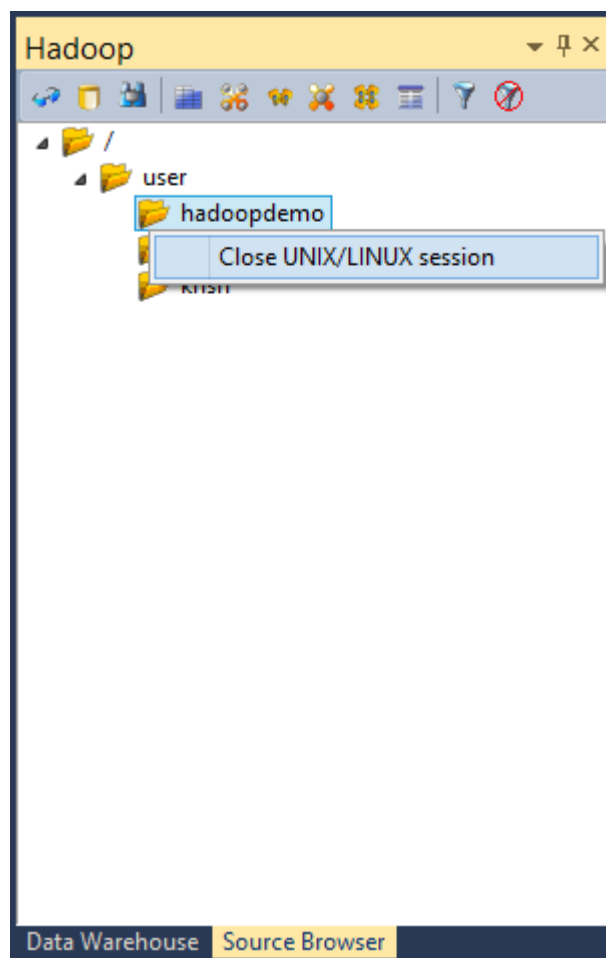 Hadoop
/
user
hadoopdemo
Close UNIX/LINUX session
Data Warehouse Source Browser